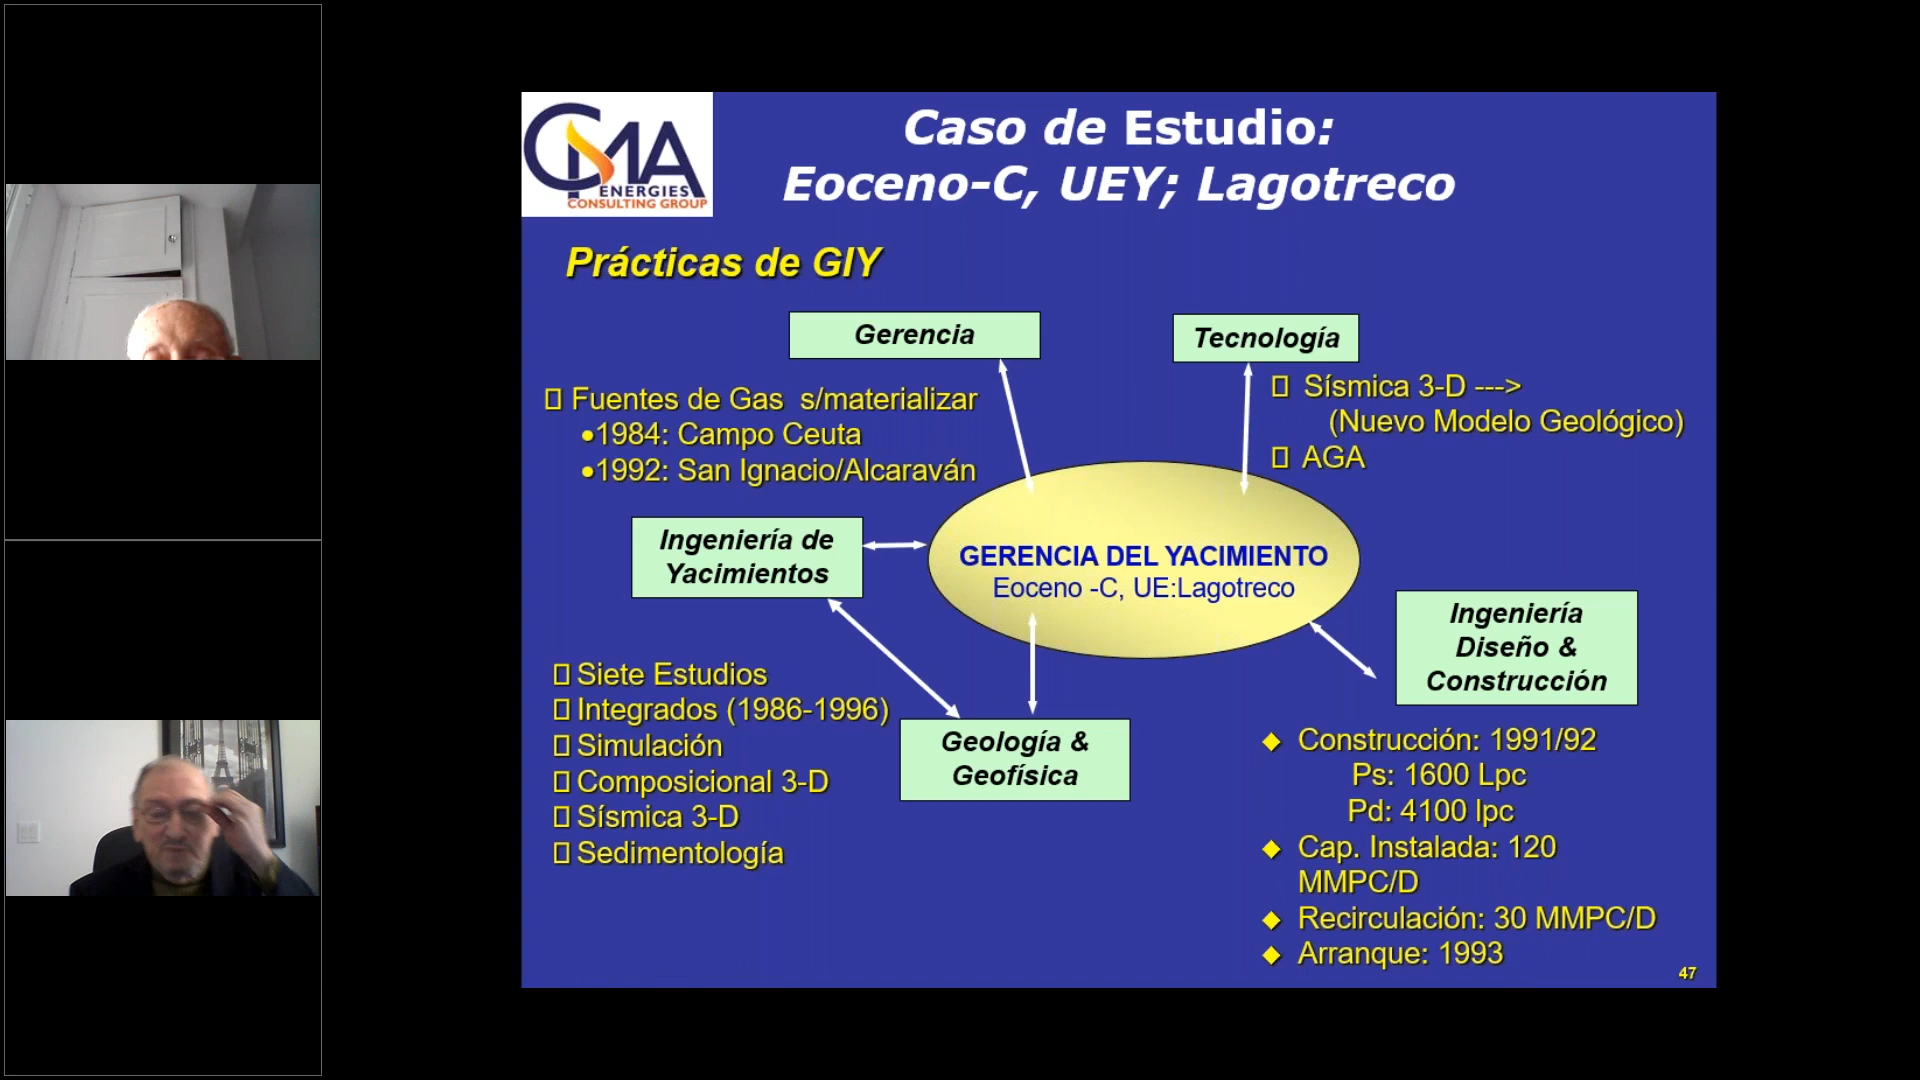 CMA
ENERGIES
CONSULTING GROUP
Caso de Estudio:
Eoceno-C, UEY; Lagotreco
Prácticas de GIY
Gerencia
Tecnología
Fuentes de Gas s/materializar
•1984: Campo Ceuta
•1992: San Ignacio/Alcaraván
Sísmica 3-D --->
(Nuevo Modelo Geológico)
AGA
Ingeniería de
Yacimientos
GERENCIA DEL YACIMIENTO
Eoceno -C, UE:Lagotreco
Ingeniería
Diseño &
Construcción
Siete Estudios
Integrados (1986-1996)
Simulación
Composicional 3-D
Sísmica 3-D
Sedimentología
Geología &
Geofísica
◆ Construcción: 1991/92
Ps: 1600 Lpc
Pd: 4100 lpc
◆ Cap. Instalada: 120
MMPC/D
◆ Recirculación: 30 MMPC/D
◆ Arranque: 1993
47